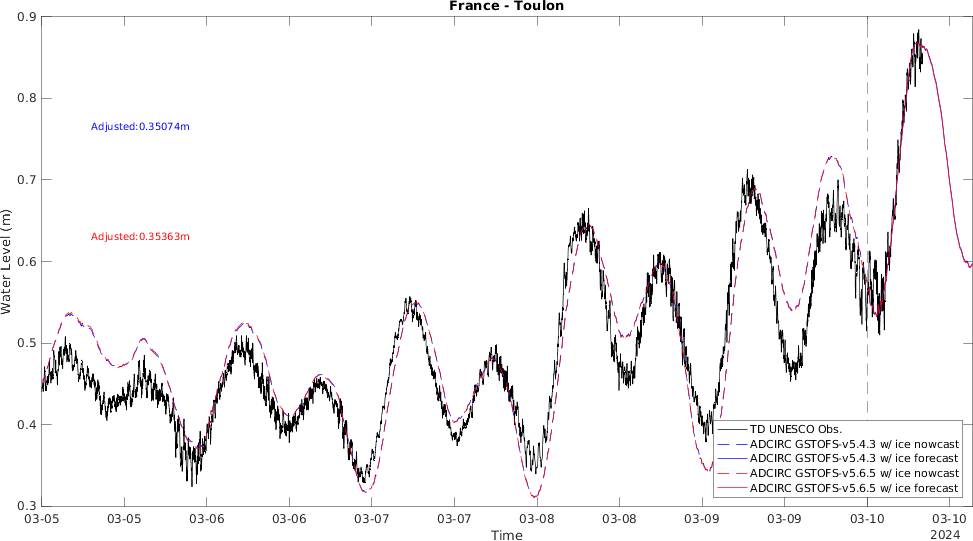 France - Toulon
0.9
0.8
0.7
0.6
0.5
0.4
0.3
Water Level (m)
Adjusted:0.35074m
Adjusted:0.35363m
TD UNESCO Obs.
ADCIRC GSTOFS-v5.4.3 w/ ice nowcast
ADCIRC GSTOFS-v5.4.3 w/ ice forecast
ADCIRC GSTOFS-v5.6.5 w/ ice nowcast
ADCIRC GSTOFS-v5.6.5 w/ ice forecast
03-05 03-05 03-06 03-06 03-07 03-07 03-08 03-08 03-09 03-09 03-10 03-10
2024
Time